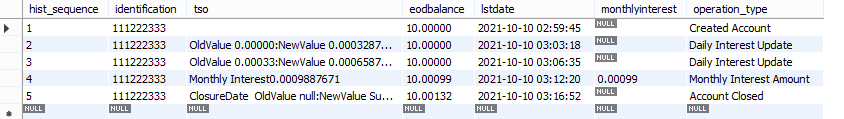 hist_sequence identification tso eodbalance lstdate monthlyinterest operation_type
1 111222333 10.00000 2021-10-10 02:59:45 NULL Created Account
2 111222333 OldValue 0.00000:NewValue 0.0003287... 10.00000 2021-10-10 03:03:18 NULL Daily Interest Update
3 111222333 OldValue 0.00033:NewValue 0.0006587... 10.00000 2021-10-10 03:06:35 NULL Daily Interest Update
4 111222333 Monthly Interest0.0009887671 10.00099 2021-10-10 03:12:20 0.00099 Monthly Interest Amount
5 111222333 ClosureDate OldValue null:NewValue Su... 10.00132 2021-10-10 03:16:52 NULL Account Closed
NULL NULL NULL NULL NULL NULL NULL